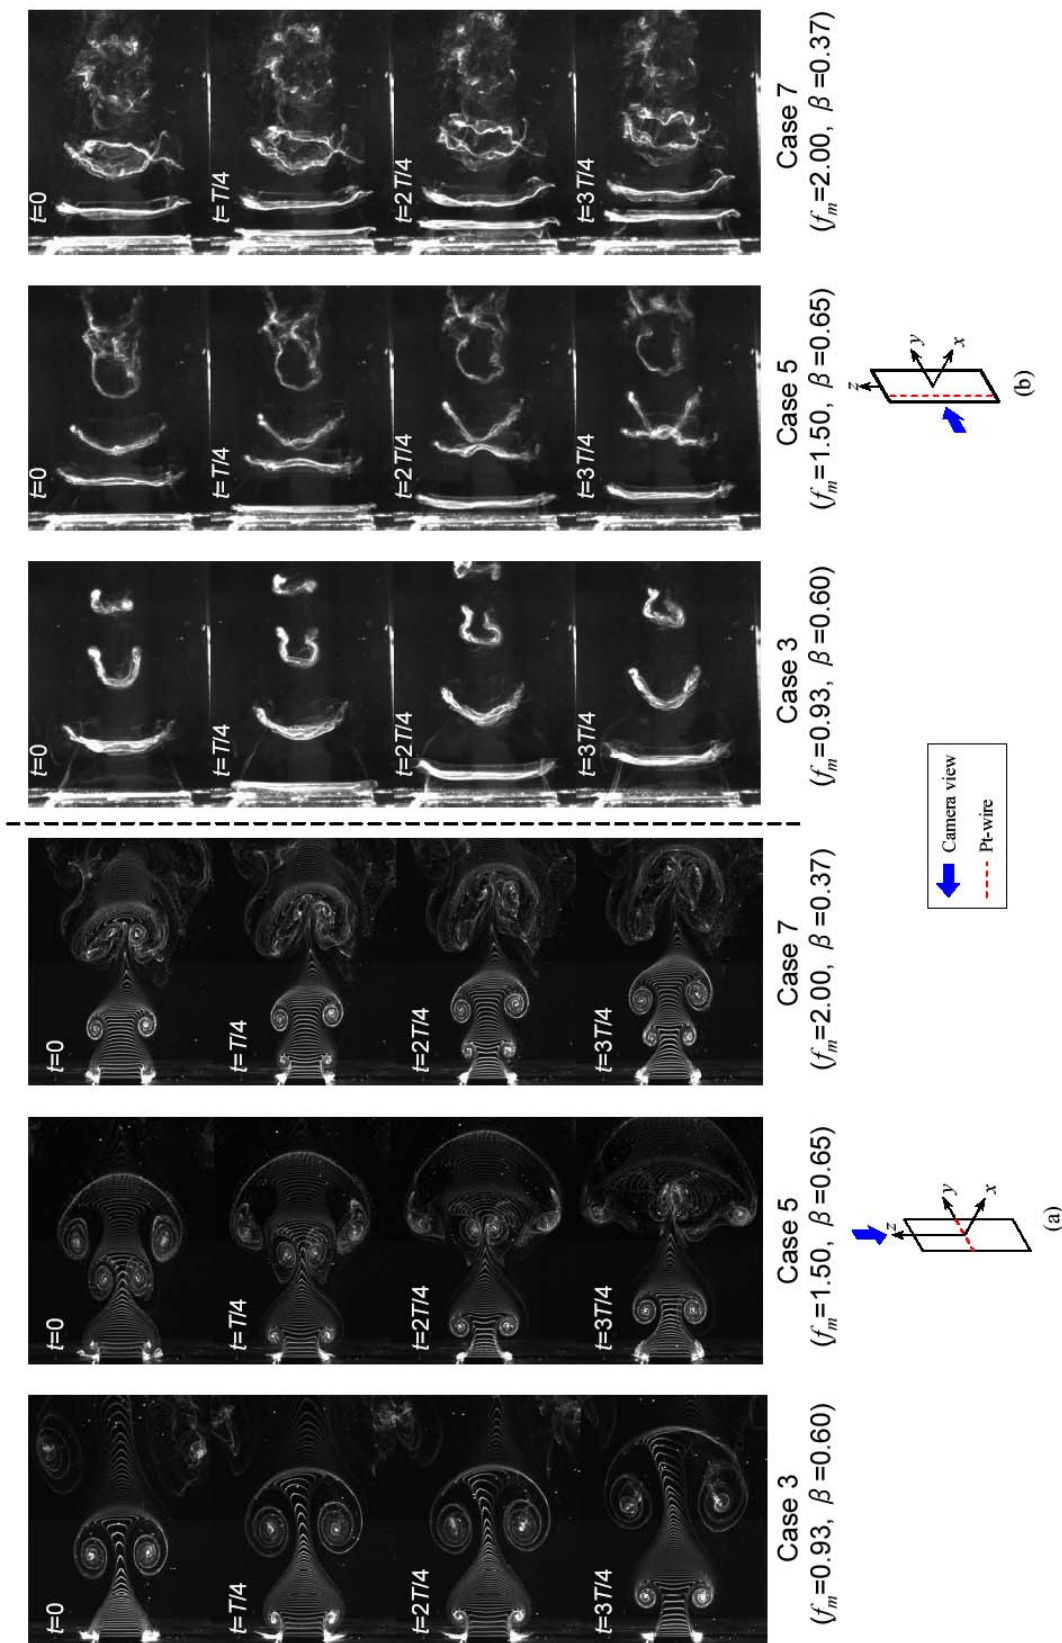 t=0
t=T/4
t=2T/4
t=3T/4
Case 3
(f_m=0.93, β=0.60)
t=0
t=T/4
t=2T/4
t=3T/4
Case 5
(f_m=1.50, β=0.65)
t=0
t=T/4
t=2T/4
t=3T/4
Case 7
(f_m=2.00, β=0.37)
z
y
x
(a)
t=0
t=T/4
t=2T/4
t=3T/4
Case 3
(f_m=0.93, β=0.60)
t=0
t=T/4
t=2T/4
t=3T/4
Case 5
(f_m=1.50, β=0.65)
t=0
t=T/4
t=2T/4
t=3T/4
Case 7
(f_m=2.00, β=0.37)
z
y
x
(b)
Camera view
Pt-wire